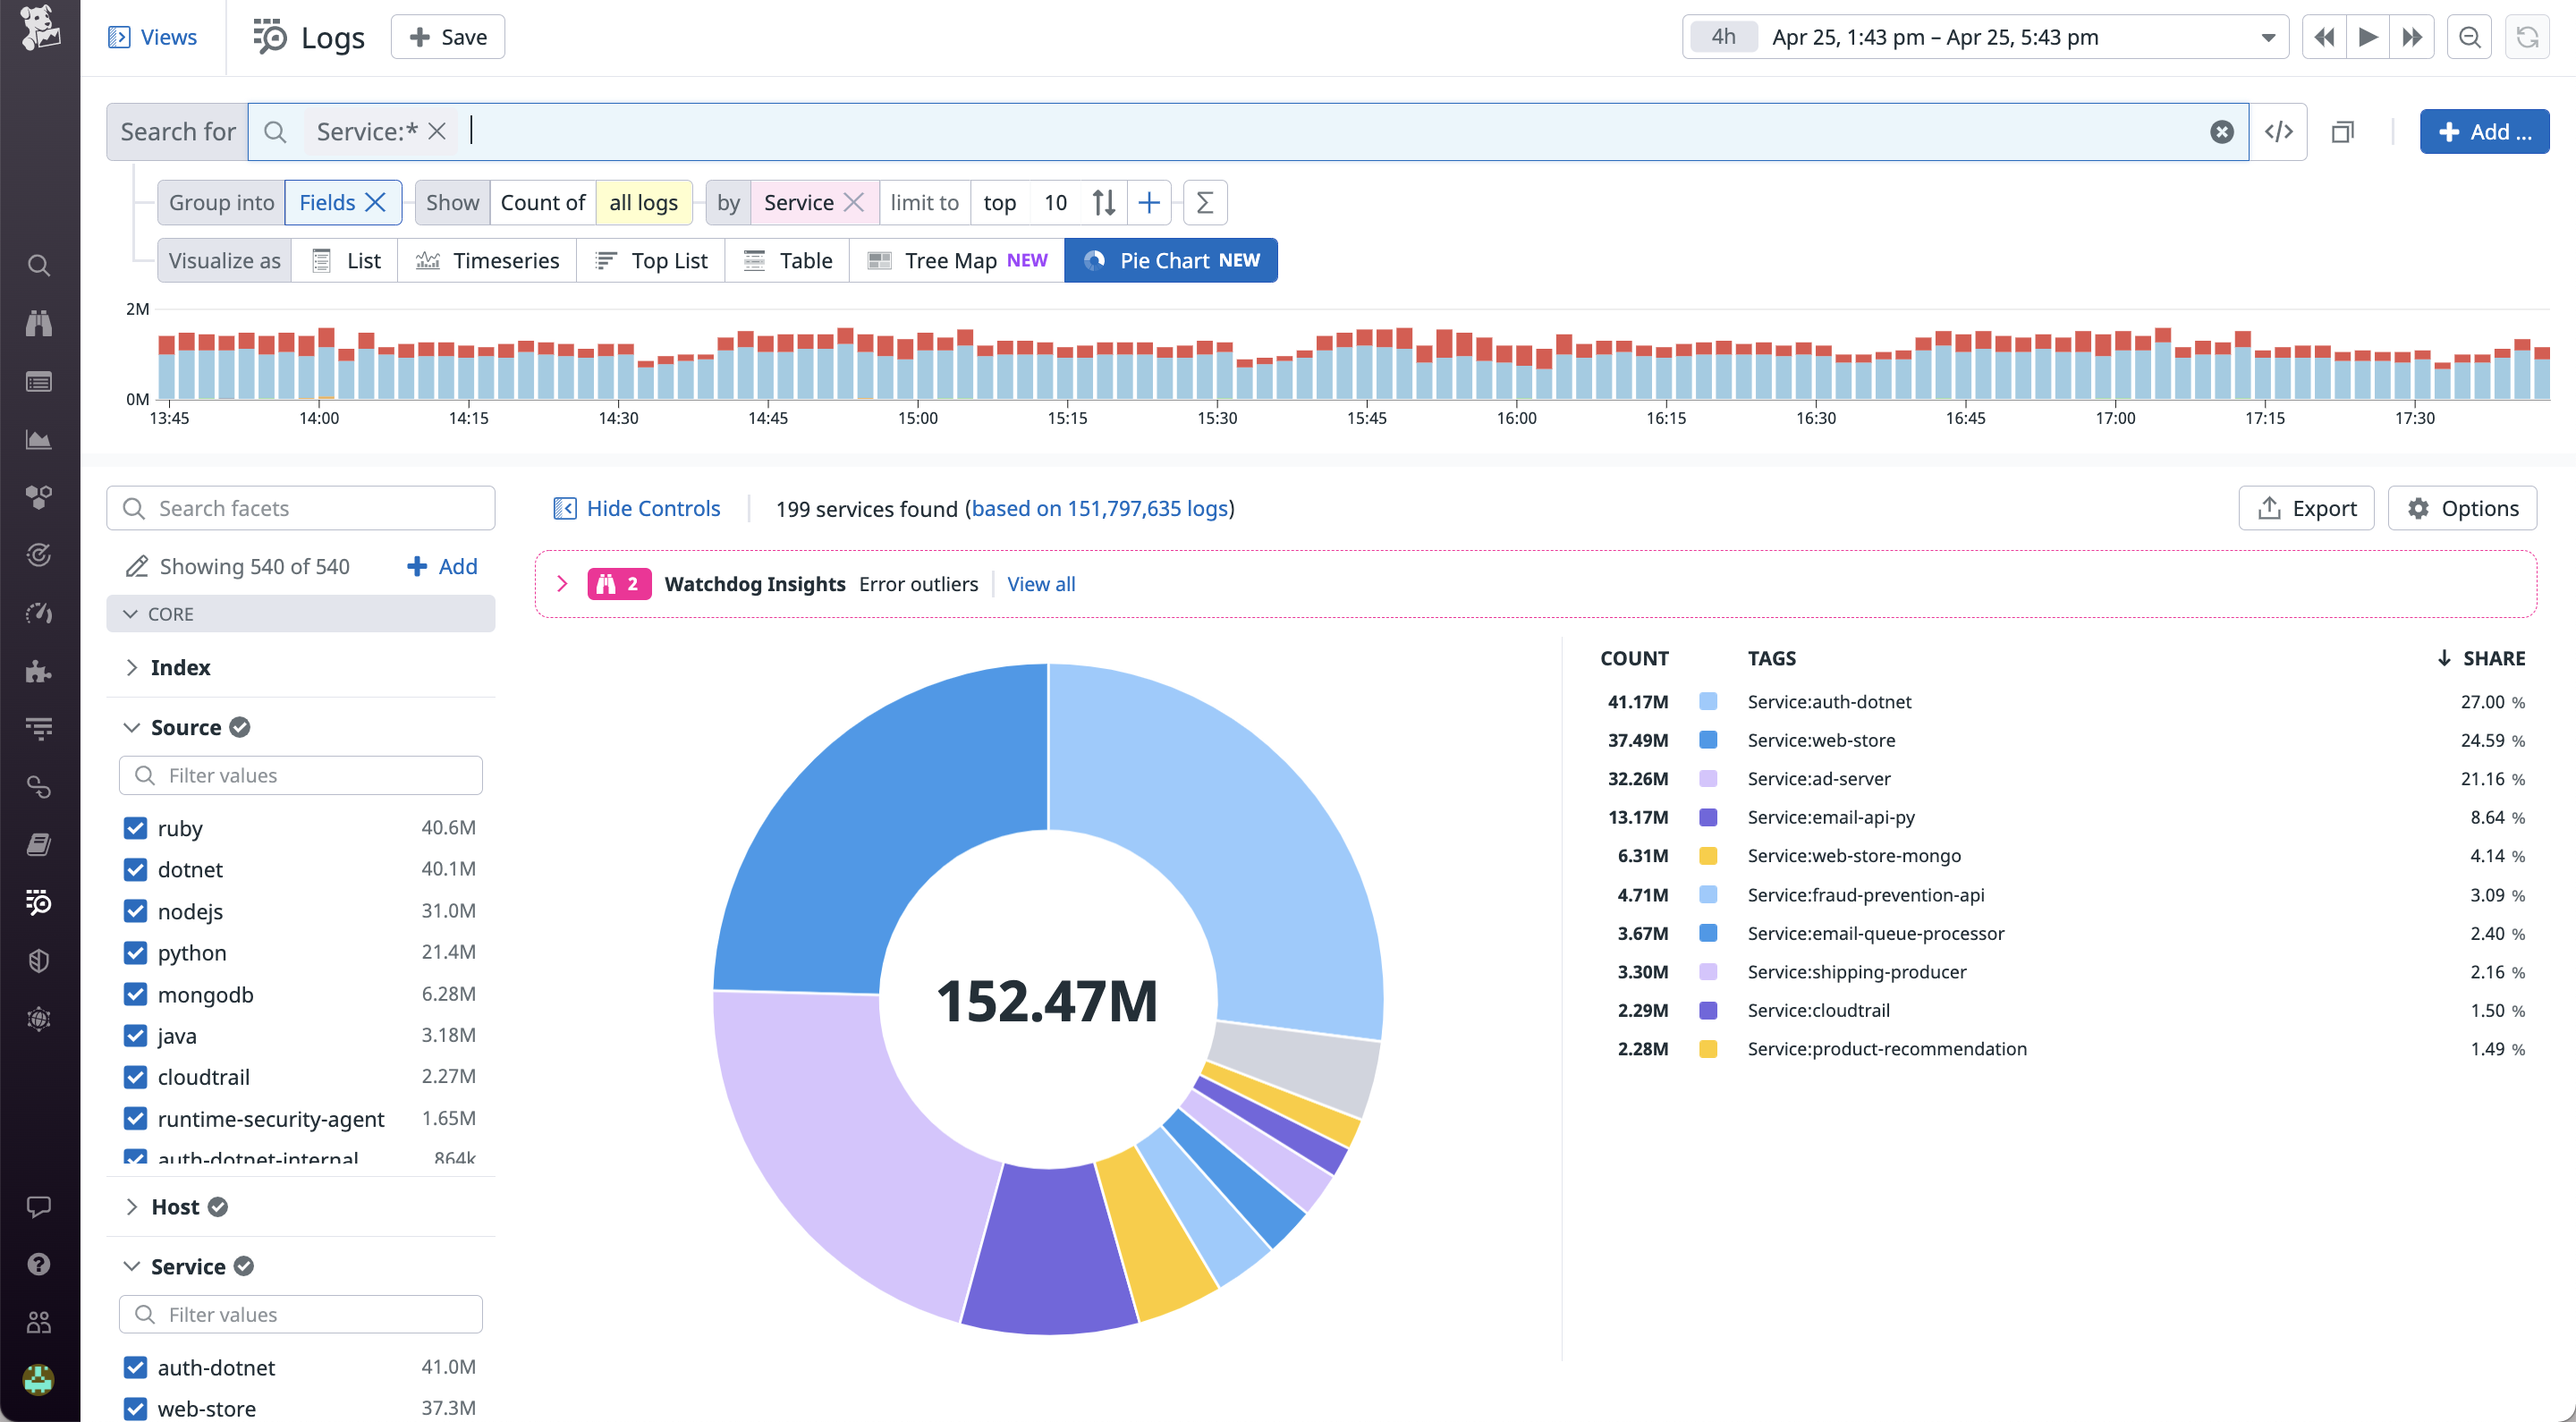 Views
Logs
Save
4h Apr 25, 1:43 pm – Apr 25, 5:43 pm
Search for Service:*
</>
Add ...
Group into Fields Show Count of all logs by Service limit to top 10 Σ
Visualize as List Timeseries Top List Table Tree Map NEW Pie Chart NEW
2M
0M
13:45 14:00 14:15 14:30 14:45 15:00 15:15 15:30 15:45 16:00 16:15 16:30 16:45 17:00 17:15 17:30
Search facets
Hide Controls 199 services found (based on 151,797,635 logs)
Export Options
Showing 540 of 540 Add
2 Watchdog Insights Error outliers View all
CORE
Index
Source
Filter values
ruby 40.6M
dotnet 40.1M
nodejs 31.0M
python 21.4M
mongodb 6.28M
java 3.18M
cloudtrail 2.27M
runtime-security-agent 1.65M
auth-dotnet-internal 864k
Host
Service
Filter values
auth-dotnet 41.0M
web-store 37.3M
152.47M
COUNT TAGS SHARE
41.17M Service:auth-dotnet 27.00 %
37.49M Service:web-store 24.59 %
32.26M Service:ad-server 21.16 %
13.17M Service:email-api-py 8.64 %
6.31M Service:web-store-mongo 4.14 %
4.71M Service:fraud-prevention-api 3.09 %
3.67M Service:email-queue-processor 2.40 %
3.30M Service:shipping-producer 2.16 %
2.29M Service:cloudtrail 1.50 %
2.28M Service:product-recommendation 1.49 %